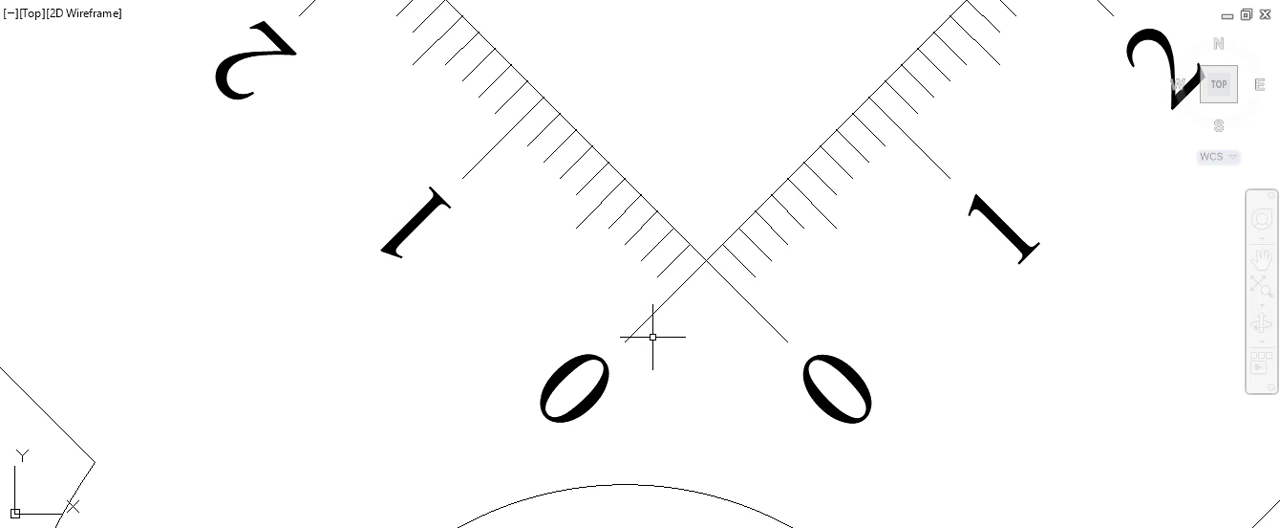 [−][Top][2D Wireframe]
N
W TOP E
S
WCS
2 2
1 1
0 0
Y
X